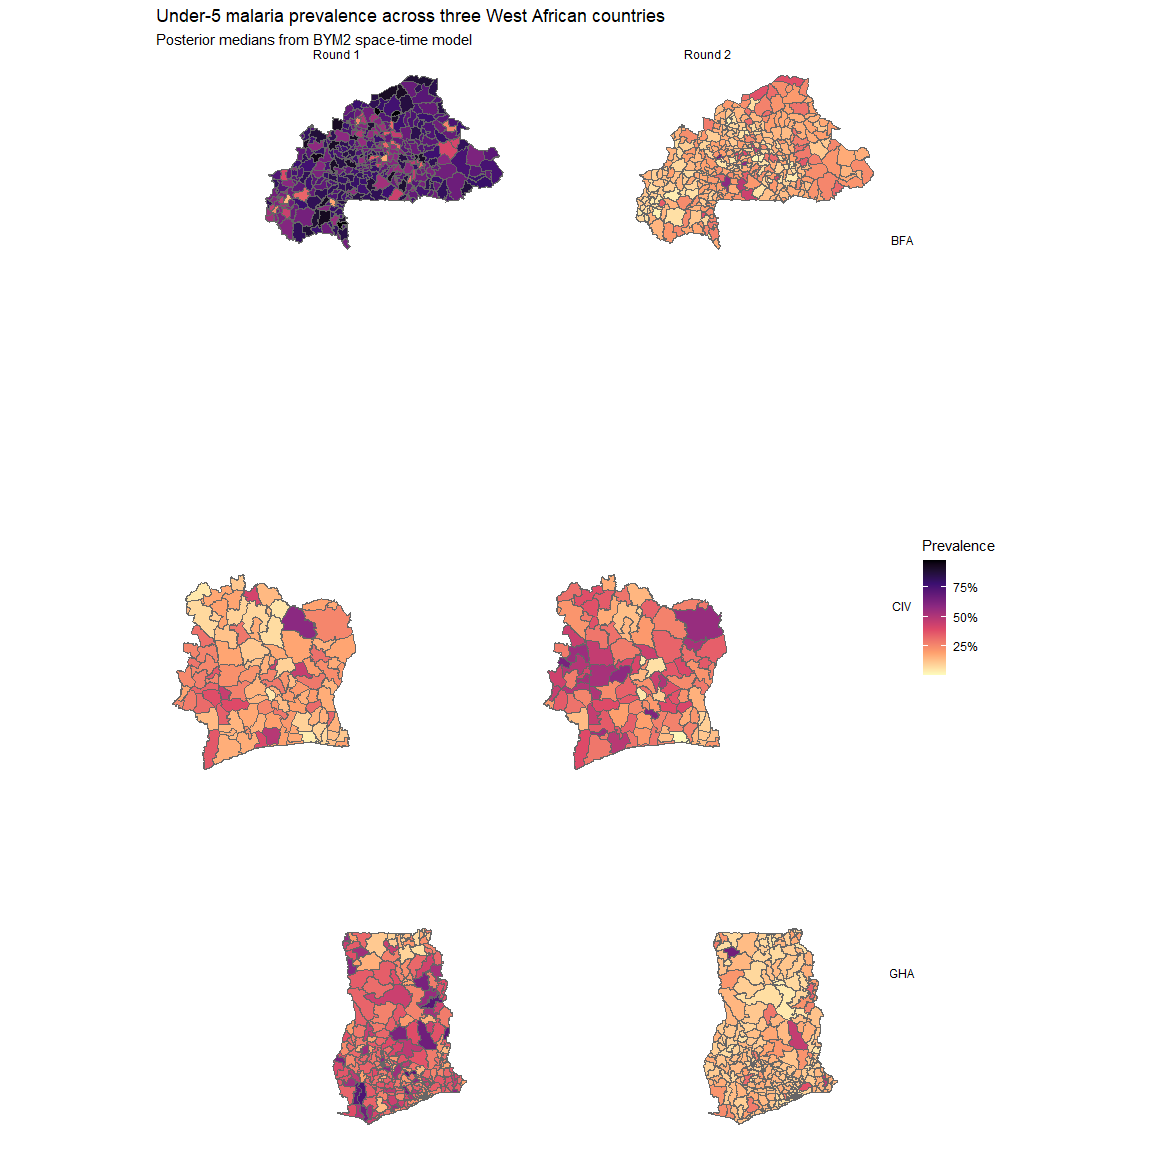 Under-5 malaria prevalence across three West African countries
Posterior medians from BYM2 space-time model
Round 1
Round 2
BFA
Prevalence
75%
50%
25%
CIV
GHA